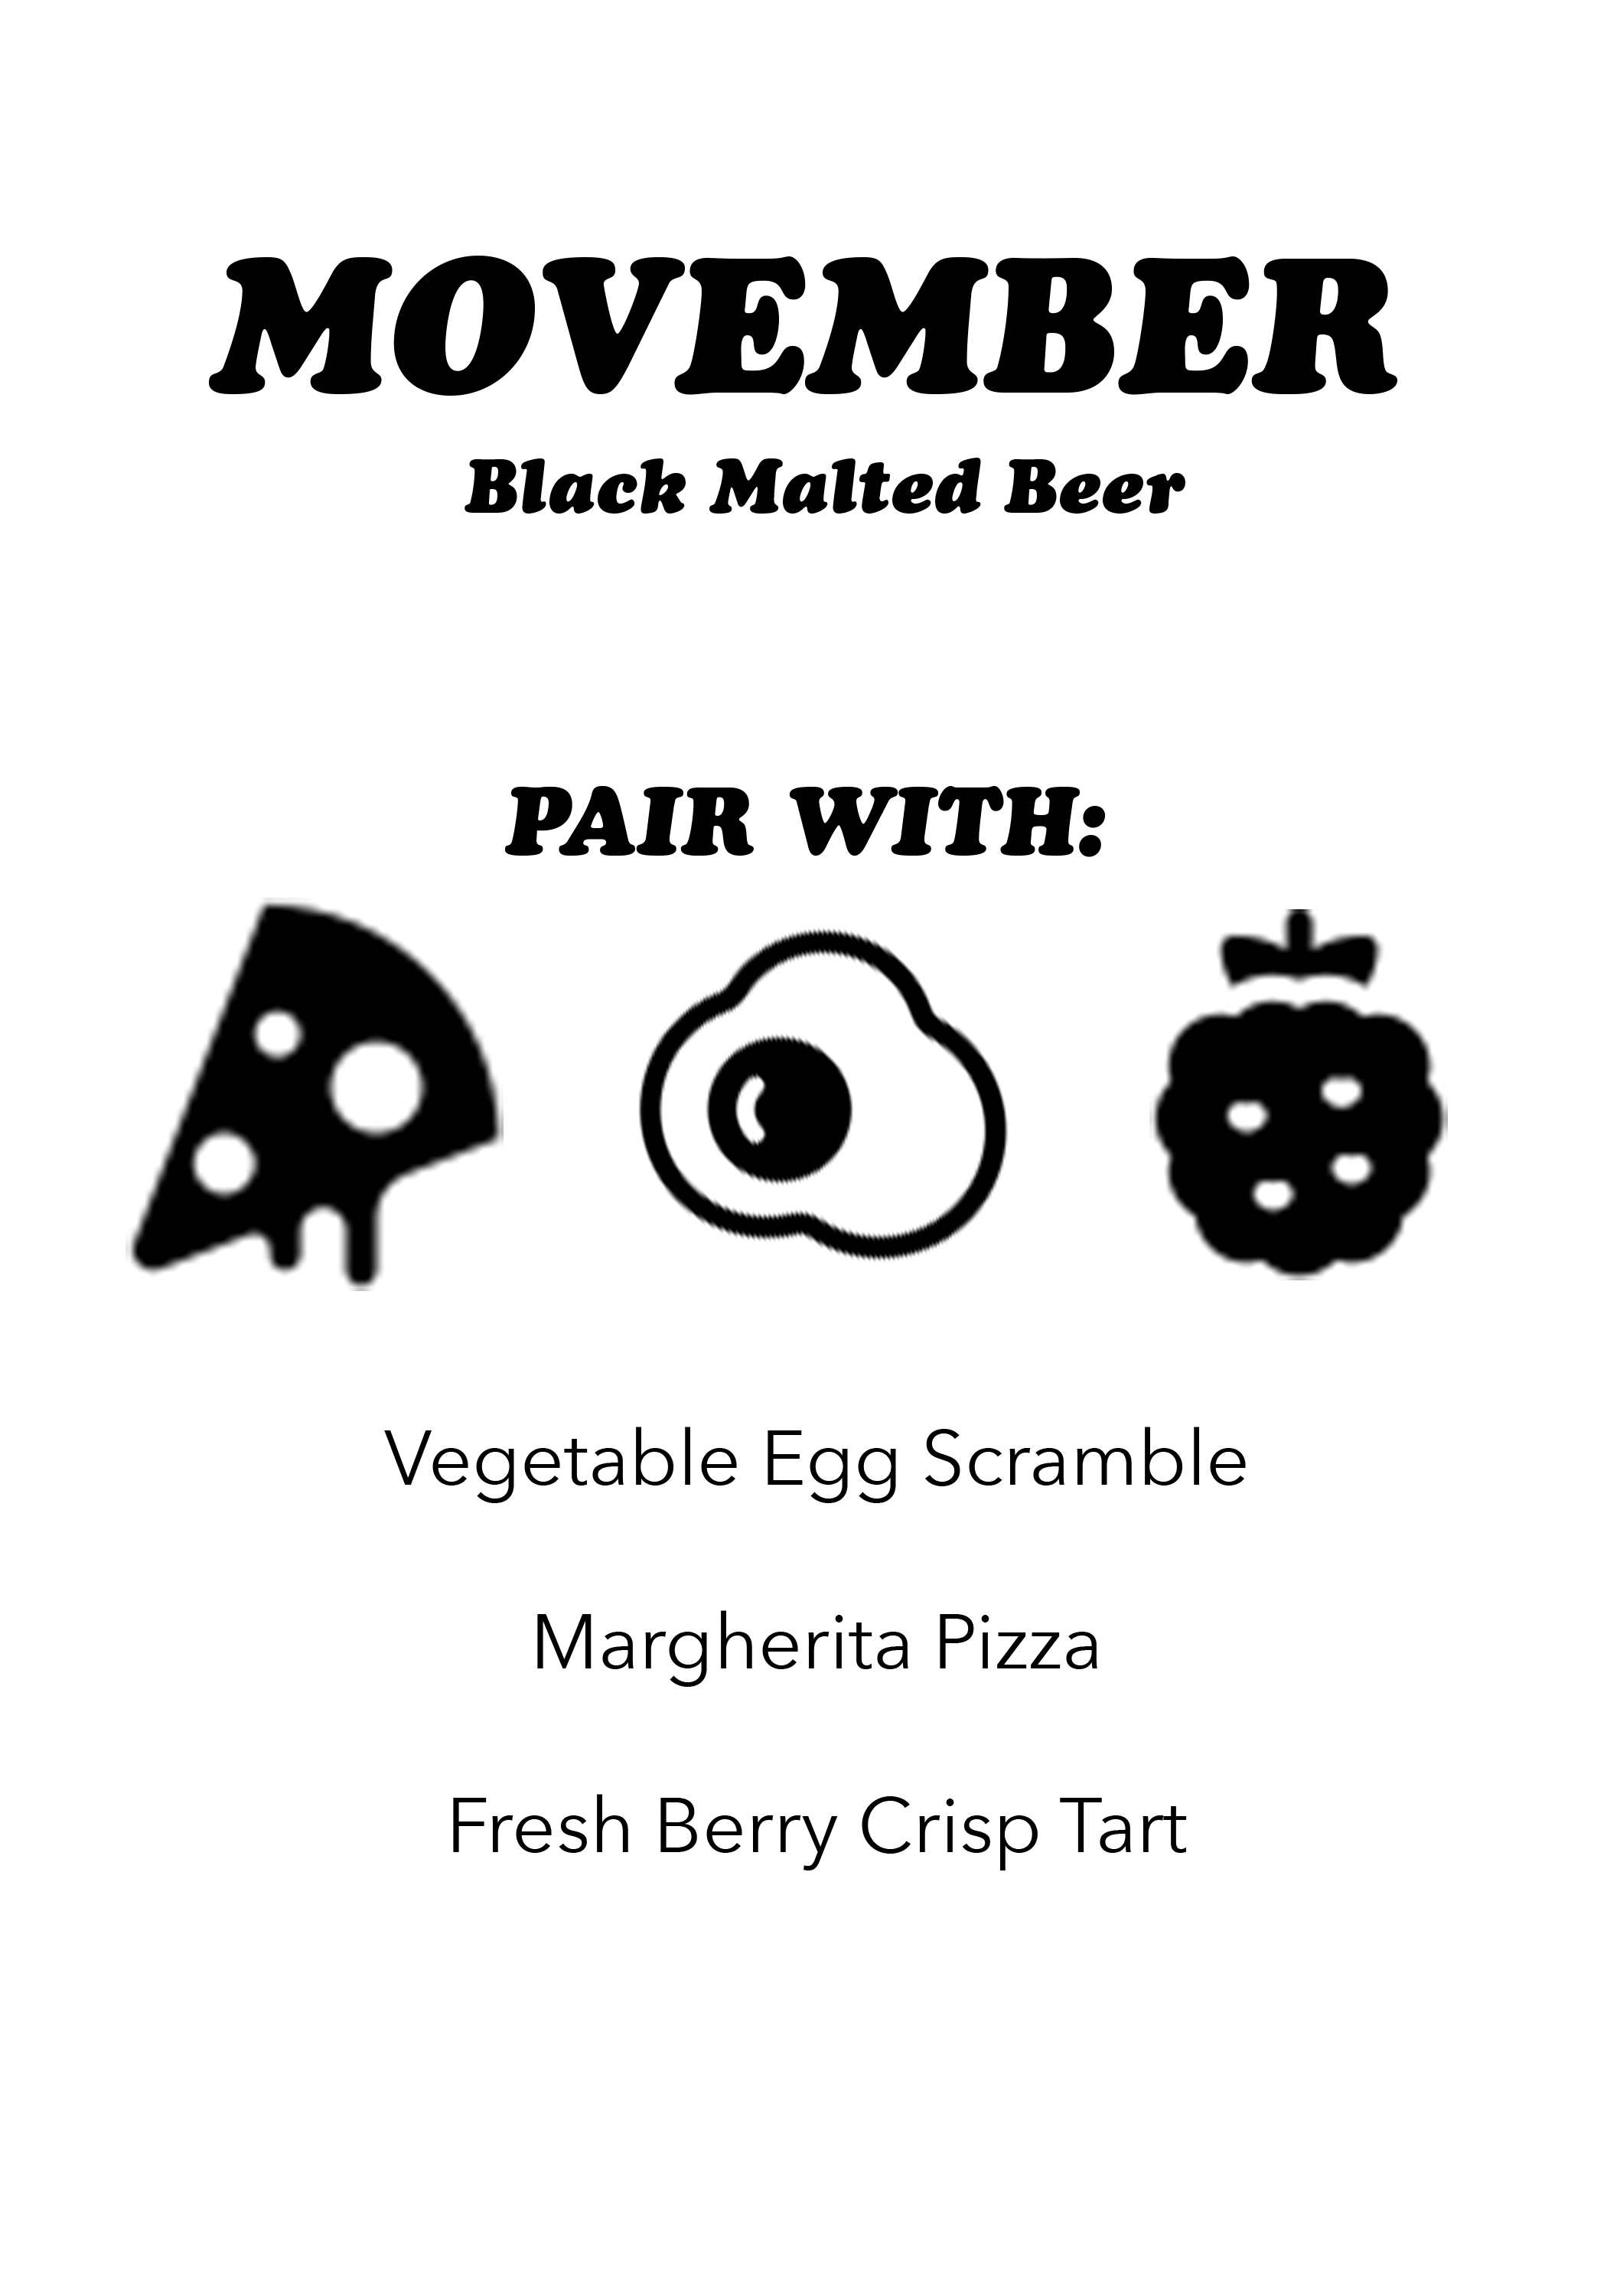 MOVEMBER
Black Malted Beer
PAIR WITH:
Vegetable Egg Scramble
Margherita Pizza
Fresh Berry Crisp Tart